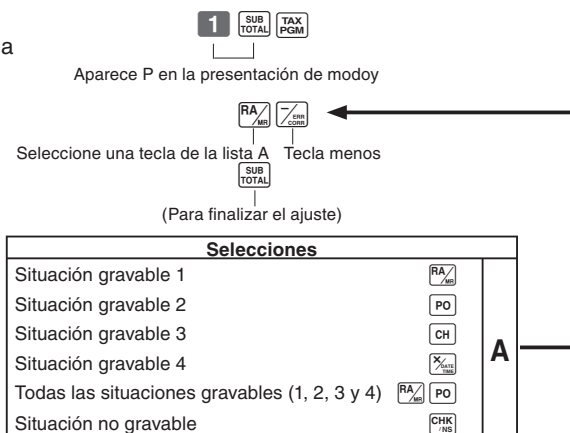 1 SUB TOTAL TAX PGM
a
Aparece P en la presentación de modoy
RA/MR –/ERR CORR
Seleccione una tecla de la lista A Tecla menos
SUB TOTAL
(Para finalizar el ajuste)
Selecciones
Situación gravable 1 RA/MR
Situación gravable 2 PO
Situación gravable 3 CH
Situación gravable 4 ×/DATE TIME
Todas las situaciones gravables (1, 2, 3 y 4) RA/MR PO
Situación no gravable CHK/NS
A